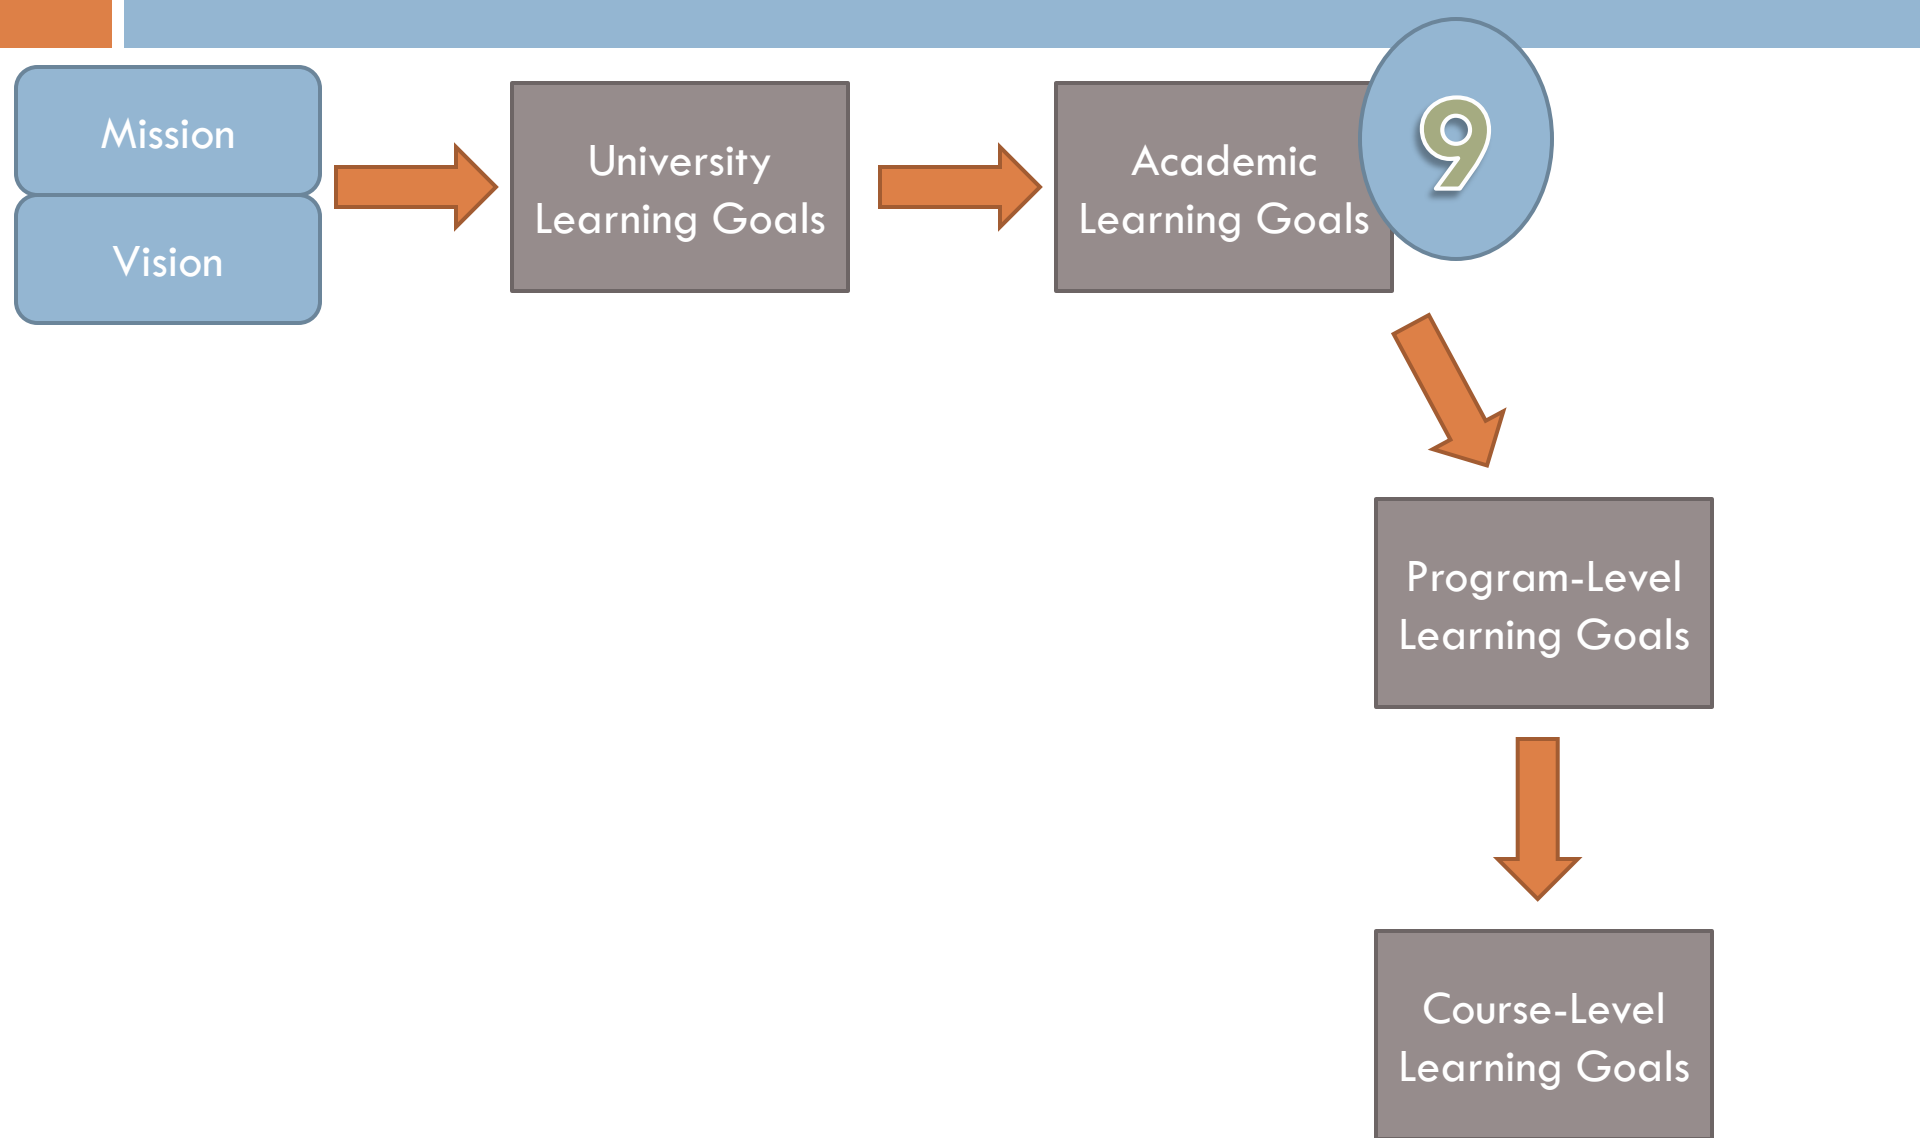 Mission
Vision
University
Learning Goals
Academic
Learning Goals
9
Program-Level
Learning Goals
Course-Level
Learning Goals